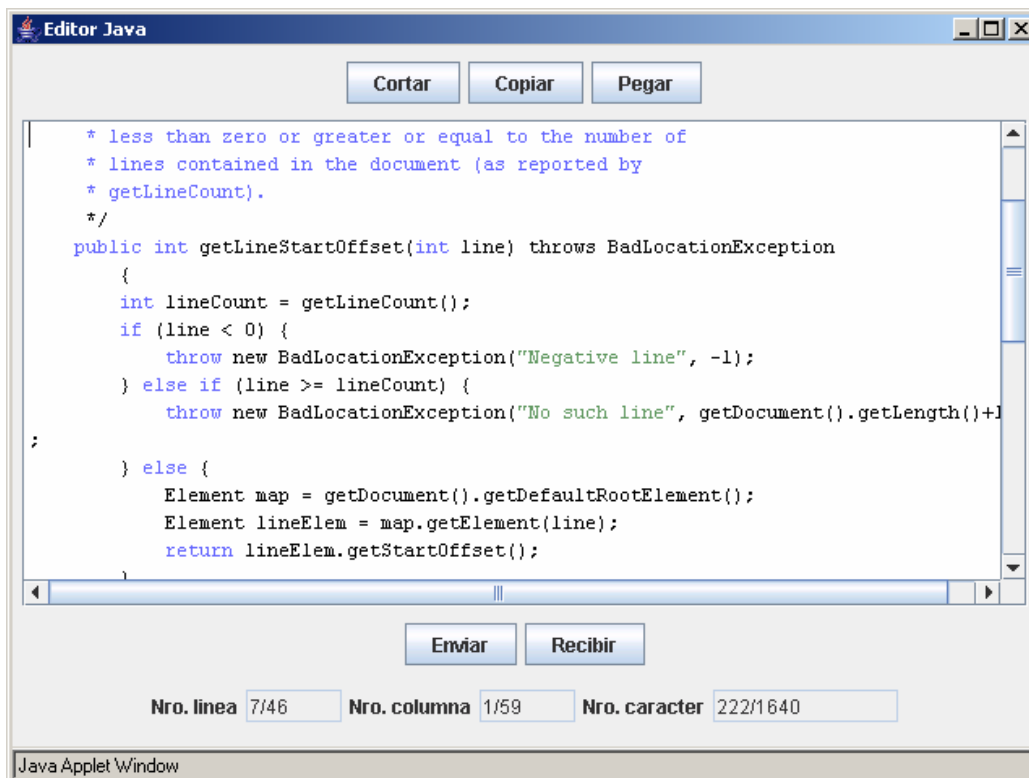 Editor Java
Cortar Copiar Pegar
* less than zero or greater or equal to the number of
* lines contained in the document (as reported by
* getLineCount).
*/
public int getLineStartOffset(int line) throws BadLocationException
{
int lineCount = getLineCount();
if (line < 0) {
throw new BadLocationException("Negative line", -1);
} else if (line >= lineCount) {
throw new BadLocationException("No such line", getDocument().getLength()+1
;
} else {
Element map = getDocument().getDefaultRootElement();
Element lineElem = map.getElement(line);
return lineElem.getStartOffset();
}
Enviar Recibir
Nro. linea 7/46 Nro. columna 1/59 Nro. caracter 222/1640
Java Applet Window